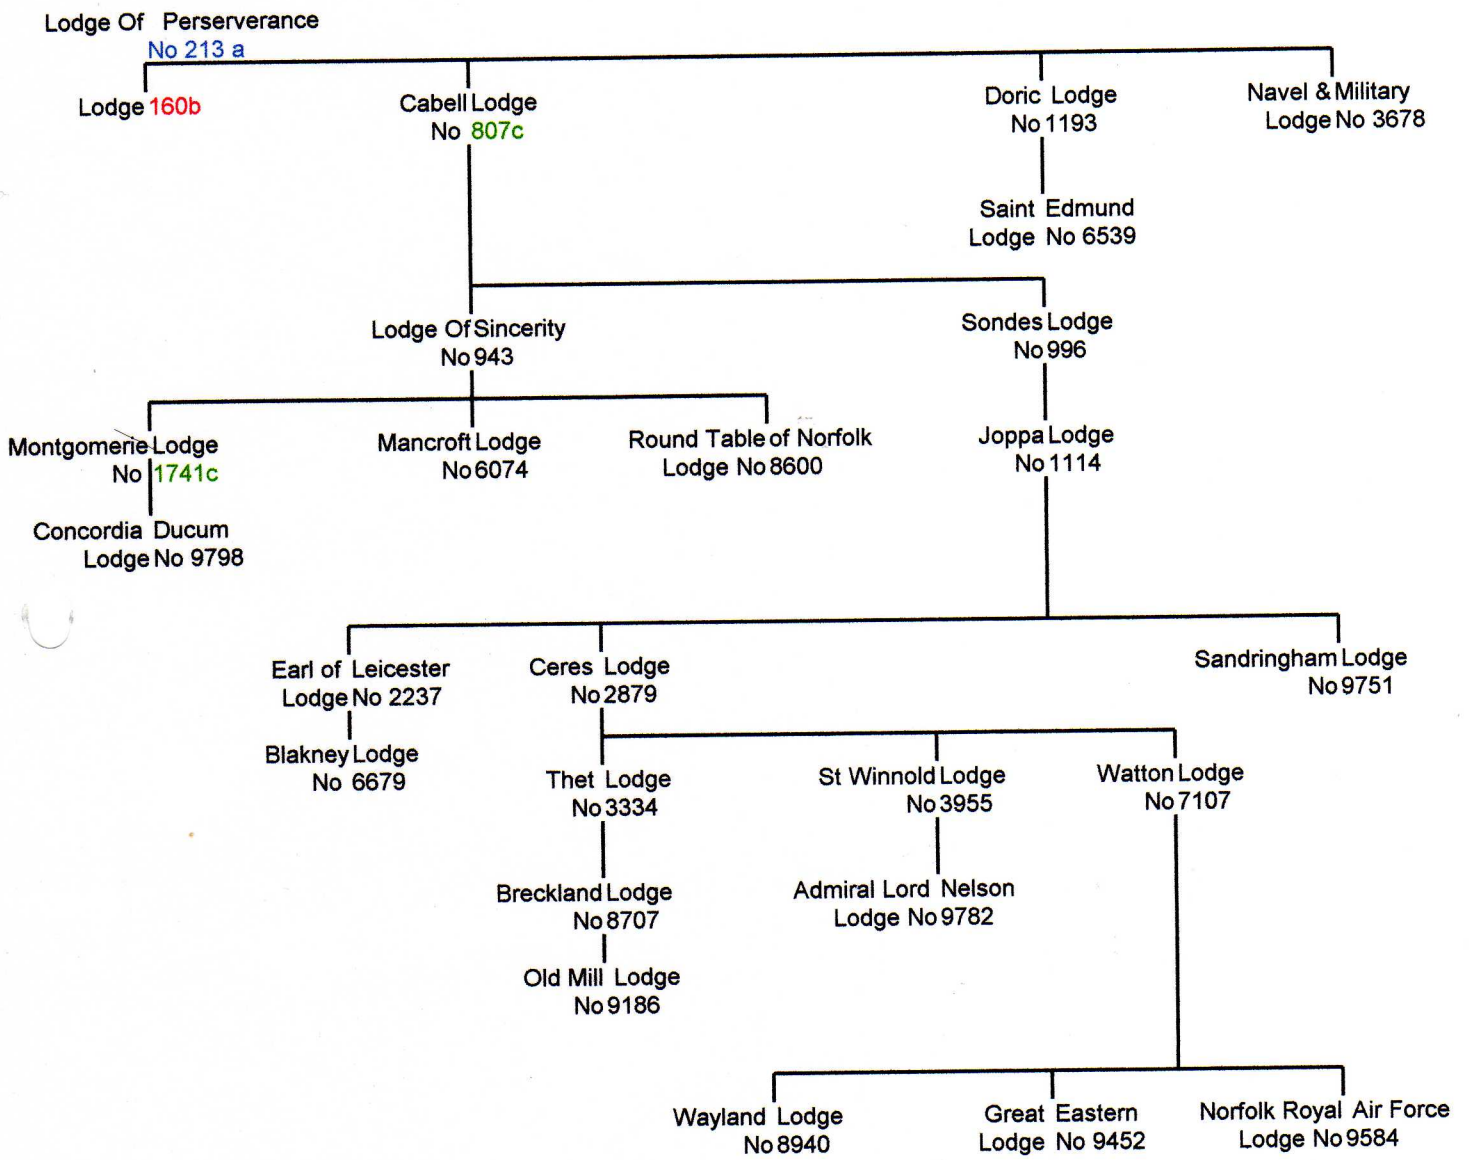 Lodge Of Perserverance
No 213 a
Lodge 160b
Cabell Lodge
No 807c
Doric Lodge
No 1193
Navel & Military
Lodge No 3678
Saint Edmund
Lodge No 6539
Lodge Of Sincerity
No 943
Sondes Lodge
No 996
Montgomerie Lodge
No 1741c
Mancroft Lodge
No 6074
Round Table of Norfolk
Lodge No 8600
Joppa Lodge
No 1114
Concordia Ducum
Lodge No 9798
Earl of Leicester
Lodge No 2237
Ceres Lodge
No 2879
Sandringham Lodge
No 9751
Blakney Lodge
No 6679
Thet Lodge
No 3334
St Winnold Lodge
No 3955
Watton Lodge
No 7107
Breckland Lodge
No 8707
Admiral Lord Nelson
Lodge No 9782
Old Mill Lodge
No 9186
Wayland Lodge
No 8940
Great Eastern
Lodge No 9452
Norfolk Royal Air Force
Lodge No 9584